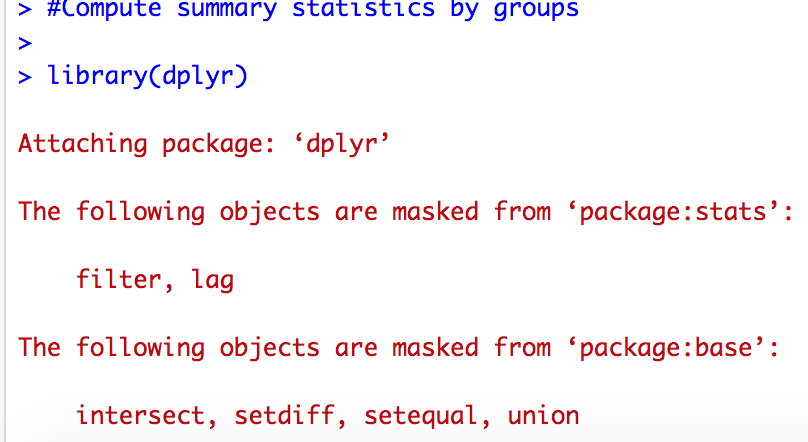 > #Compute summary statistics by groups
>
> library(dplyr)
Attaching package: ‘dplyr’
The following objects are masked from ‘package:stats’:
filter, lag
The following objects are masked from ‘package:base’:
intersect, setdiff, setequal, union